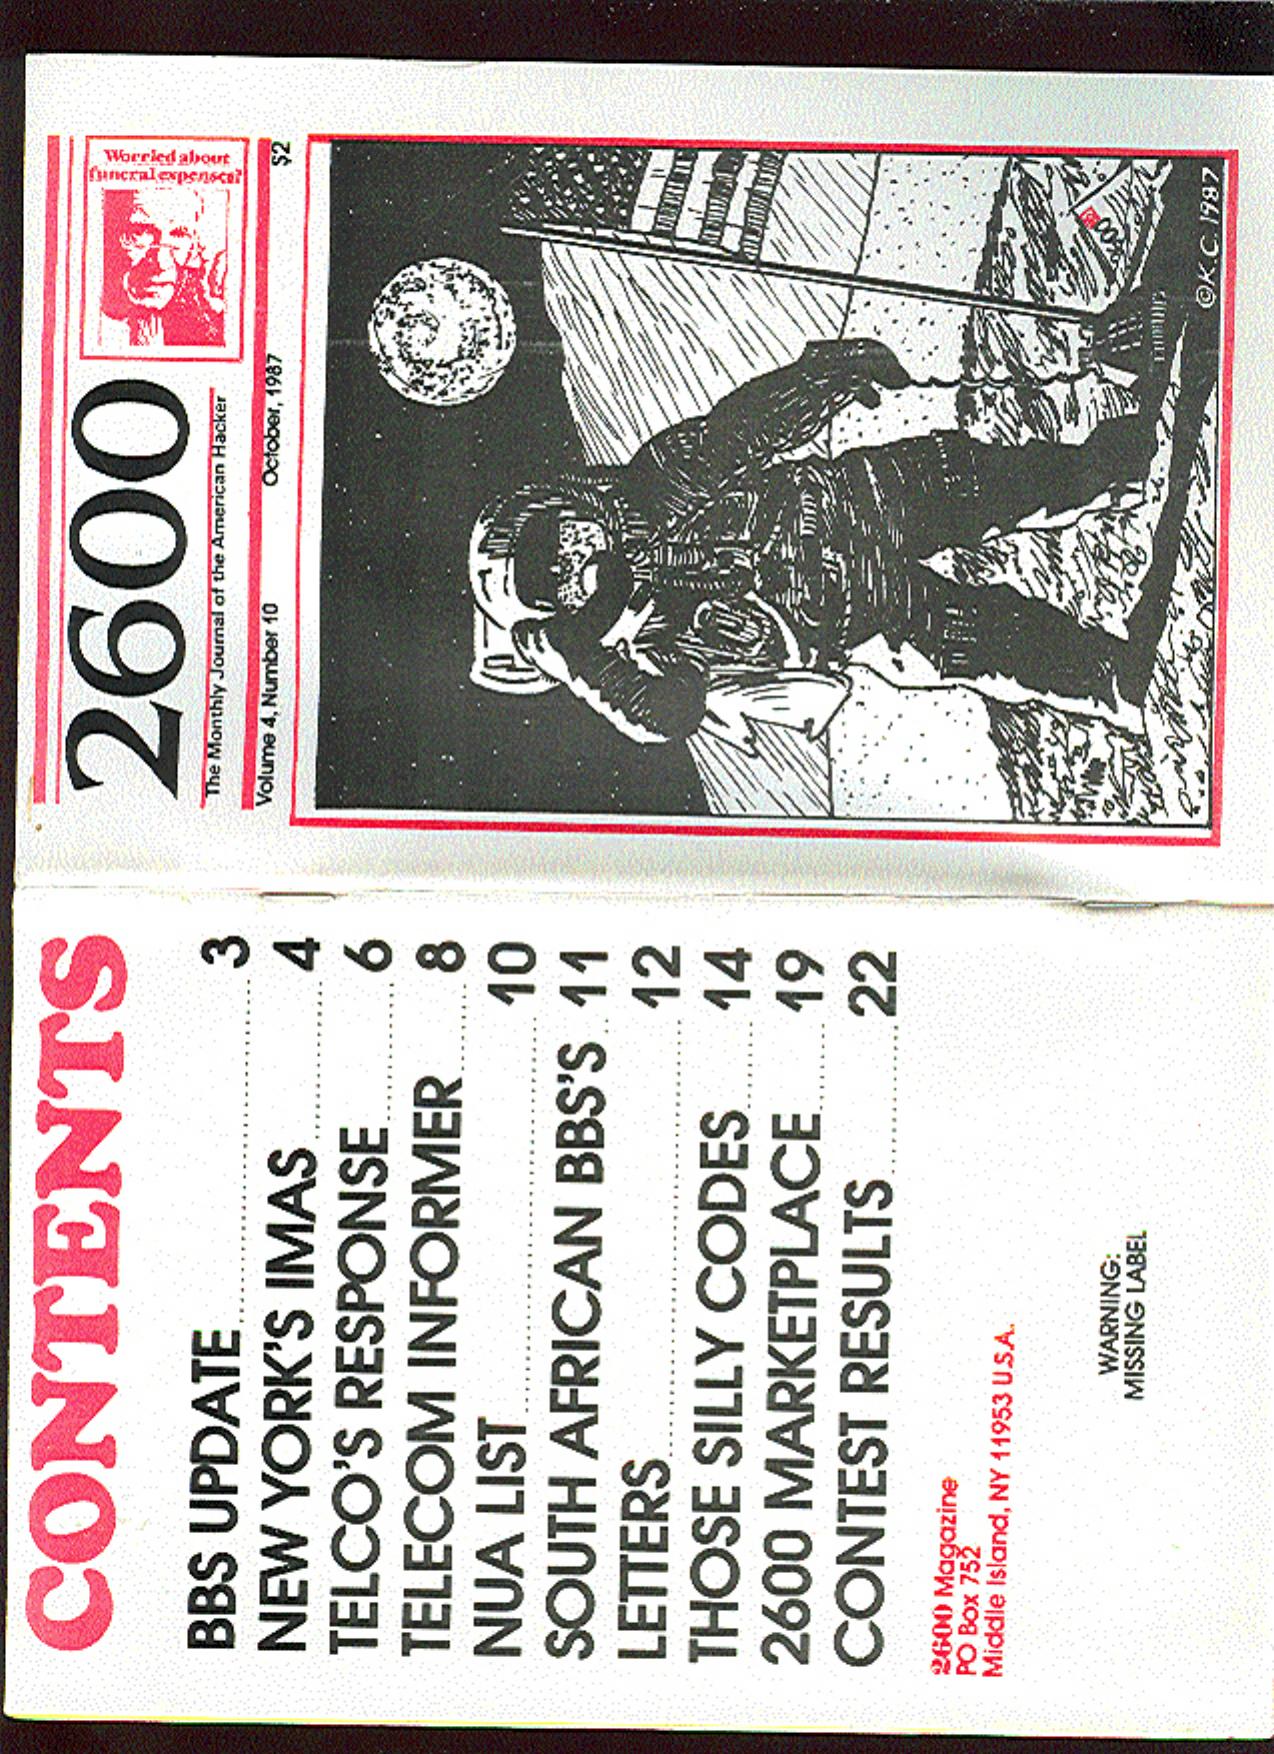 CONTENTS
BBS UPDATE 3
NEW YORK'S IMAS 4
TELCO'S RESPONSE 6
TELECOM INFORMER 8
NUA LIST 10
SOUTH AFRICAN BBS'S 11
LETTERS 12
THOSE SILLY CODES 14
2600 MARKETPLACE 19
CONTEST RESULTS 22
2600 Magazine
PO Box 752
Middle Island, NY 11953 U.S.A.
WARNING:
MISSING LABEL
2600
Worried about
funeral expenses?
The Monthly Journal of the American Hacker
Volume 4, Number 10 October, 1987 $2
©K.C. 1987